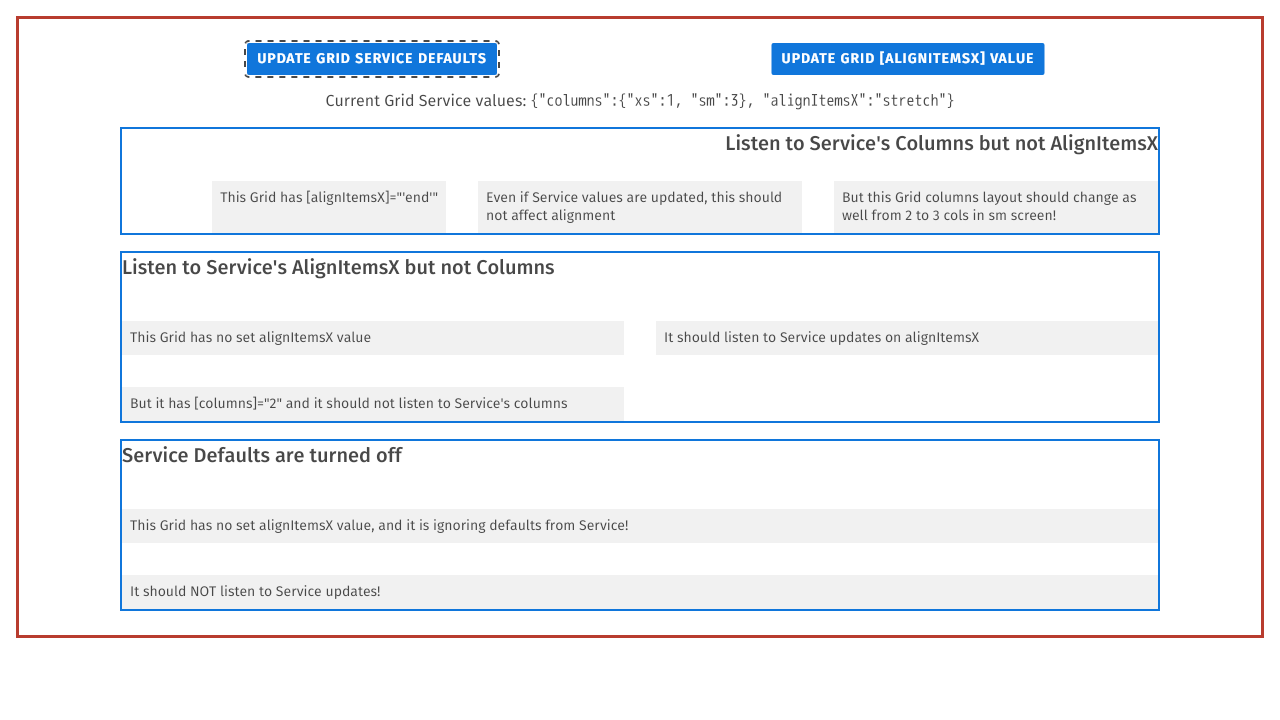 UPDATE GRID SERVICE DEFAULTS
UPDATE GRID [ALIGNITEMSX] VALUE
Current Grid Service values: {"columns":{"xs":1, "sm":3}, "alignItemsX":"stretch"}
Listen to Service's Columns but not AlignItemsX
This Grid has [alignItemsX]="'end'"
Even if Service values are updated, this should
not affect alignment
But this Grid columns layout should change as
well from 2 to 3 cols in sm screen!
Listen to Service's AlignItemsX but not Columns
This Grid has no set alignItemsX value
It should listen to Service updates on alignItemsX
But it has [columns]="2" and it should not listen to Service's columns
Service Defaults are turned off
This Grid has no set alignItemsX value, and it is ignoring defaults from Service!
It should NOT listen to Service updates!